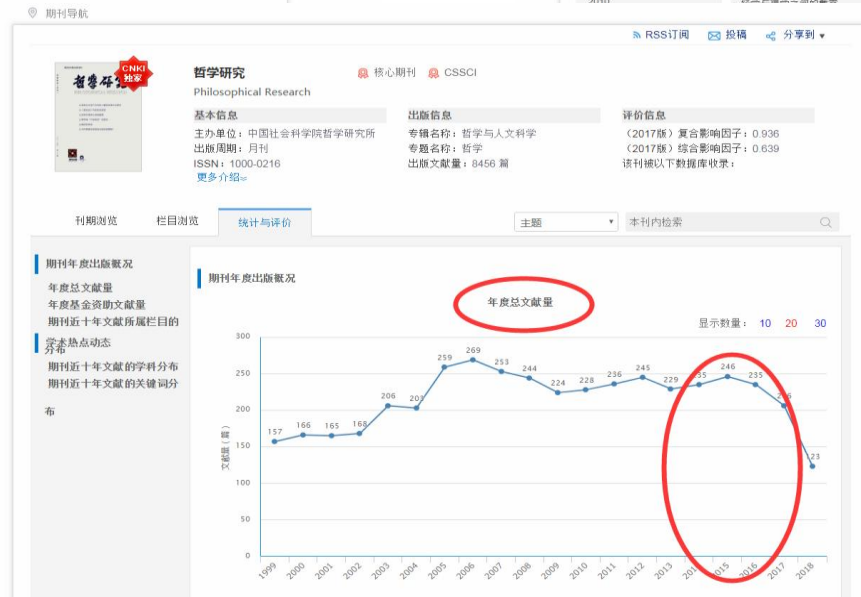 期刊导航
RSS订阅 投稿 分享到
CNKI
独家
哲学研究 核心期刊 CSSCI
Philosophical Research
基本信息 出版信息 评价信息
主办单位：中国社会科学院哲学研究所 专辑名称：哲学与人文科学 （2017版）复合影响因子：0.936
出版周期：月刊 专题名称：哲学 （2017版）综合影响因子：0.639
ISSN：1000-0216 出版文献量：8456 篇 该刊被以下数据库收录：
更多介绍
刊期浏览 栏目浏览 统计与评价 主题 本刊内检索
期刊年度出版概况
年度总文献量
年度基金资助文献量
期刊近十年文献所属栏目的
分布
学术热点动态
期刊近十年文献的学科分布
期刊近十年文献的关键词分
布
期刊年度出版概况
年度总文献量
显示数量： 10 20 30
文献量（篇）
300
250
200
150
100
50
0
157 166 165 168 206 203 259 269 253 244 224 228 236 245 229 246 235 123
1999 2000 2001 2002 2003 2004 2005 2006 2007 2008 2009 2010 2011 2012 2013 2015 2016 2017 2018